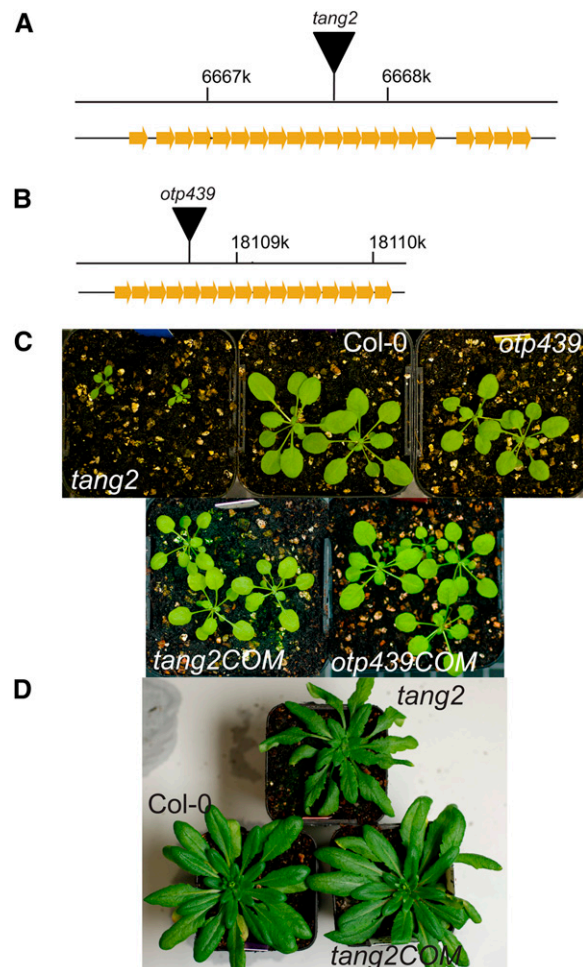 A
tang2
6667k
6668k
B
otp439
18109k
18110k
C
Col-0
otp439
tang2
tang2COM
otp439COM
D
tang2
Col-0
tang2COM